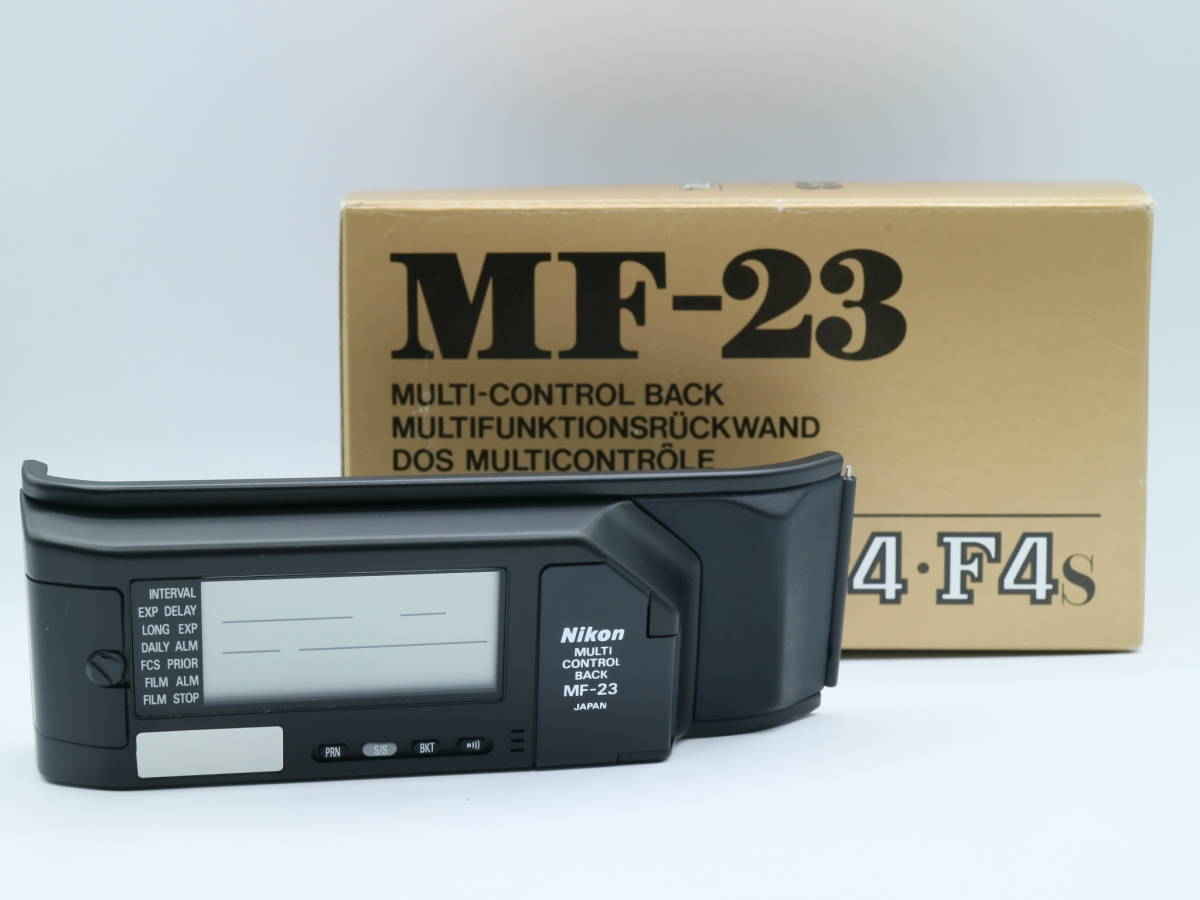 MF-23
MULTI-CONTROL BACK
MULTIFUNKTIONSRÜCKWAND
DOS MULTICONTRÔLE
4·F4s
INTERVAL
EXP DELAY
LONG EXP
DAILY ALM
FCS PRIOR
FILM ALM
FILM STOP
Nikon
MULTI
CONTROL
BACK
MF-23
JAPAN
PRN S/S BKT